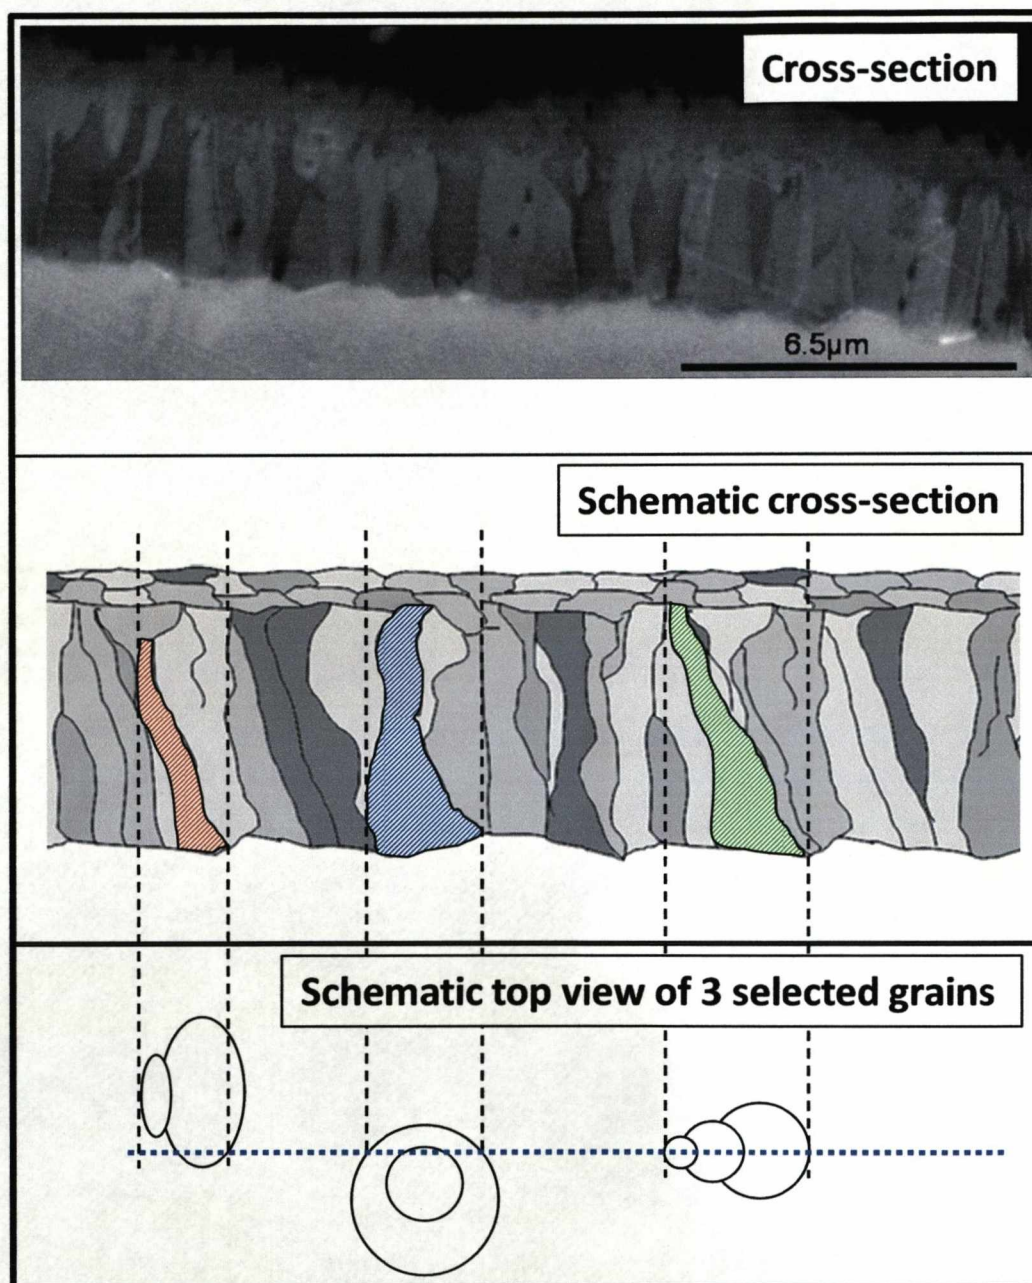 Cross-section
6.5µm
Schematic cross-section
Schematic top view of 3 selected grains